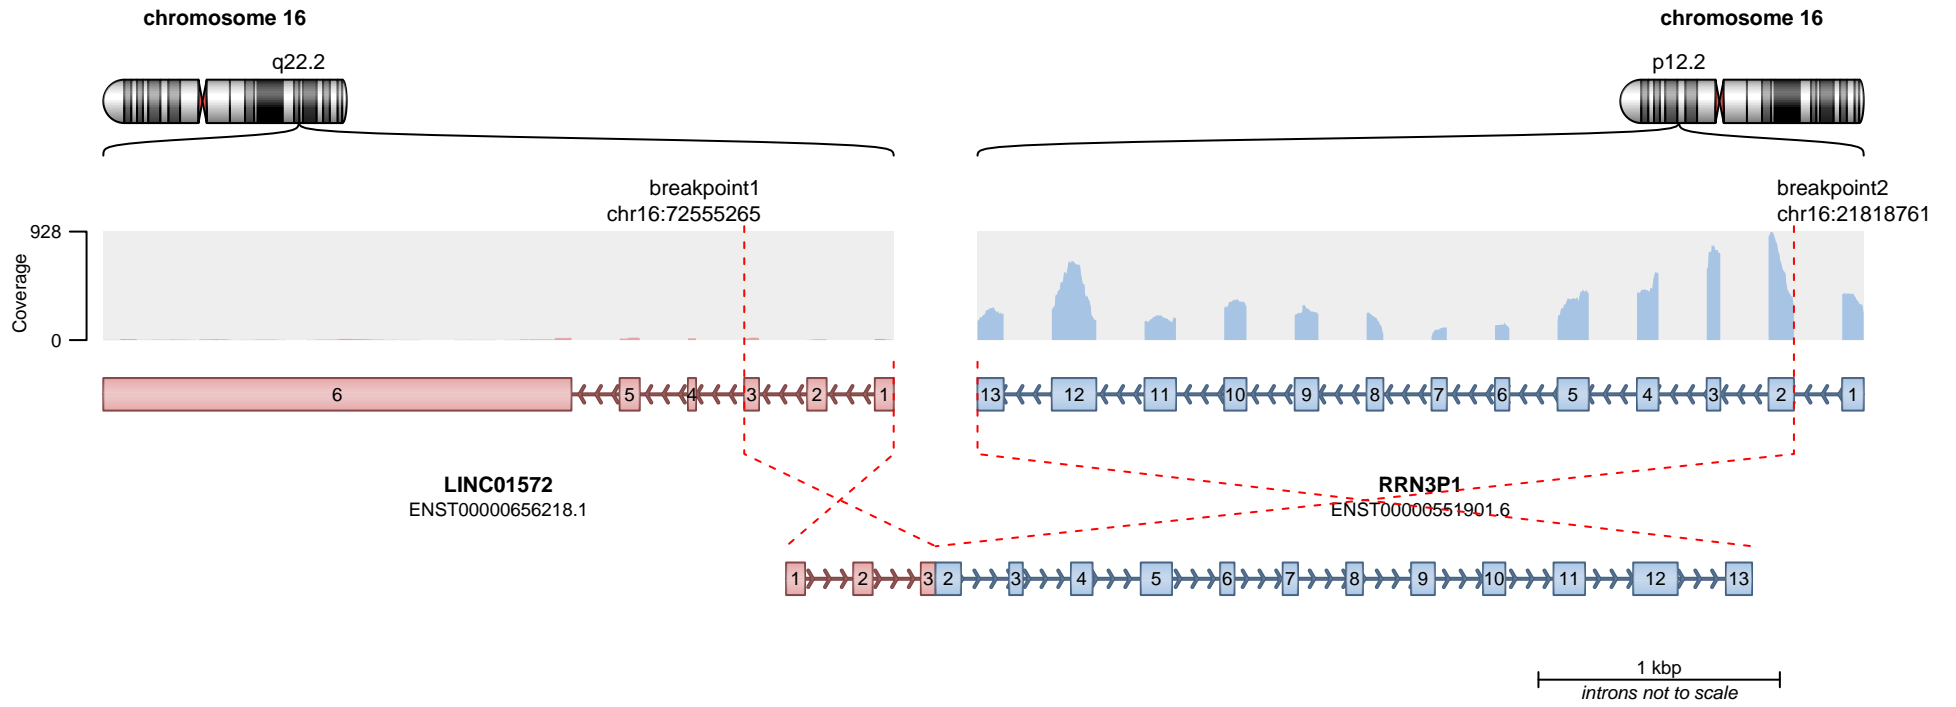 chromosome 16
chromosome 16
q22.2
p12.2
breakpoint1
chr16:72555265
breakpoint2
chr16:21818761
928
0
Coverage
6 5 4 3 2 1
13 12 11 10 9 8 7 6 5 4 3 2 1
LINC01572
ENST00000656218.1
RRN3P1
ENST00000551901.6
1 2 3 2 3 4 5 6 7 8 9 10 11 12 13
1 kbp
introns not to scale